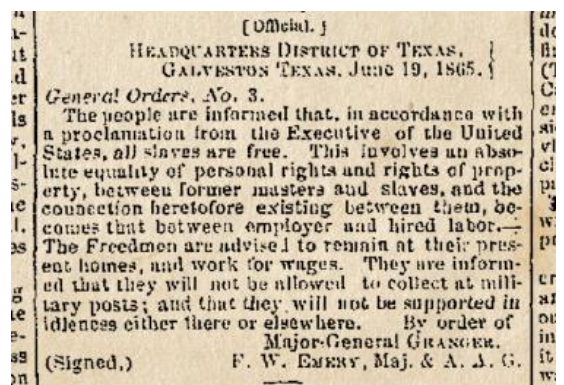 [Official.]
HEADQUARTERS DISTRICT OF TEXAS,
GALVESTON TEXAS, June 19, 1865.
General Orders, No. 3.
The people are informed that, in accordance with
a proclamation from the Executive of the United
States, all slaves are free. This involves an abso-
lute equality of personal rights and rights of prop-
erty, between former masters and slaves, and the
connection heretofore existing between them, be-
comes that between employer and hired labor.—
The Freedmen are advised to remain at their pres-
ent homes, and work for wages. They are inform-
ed that they will not be allowed to collect at mili-
tary posts; and that they will not be supported in
idleness either there or elsewhere. By order of
Major-General GRANGER.
(Signed,) F. W. EMERY, Maj. & A. A. G.